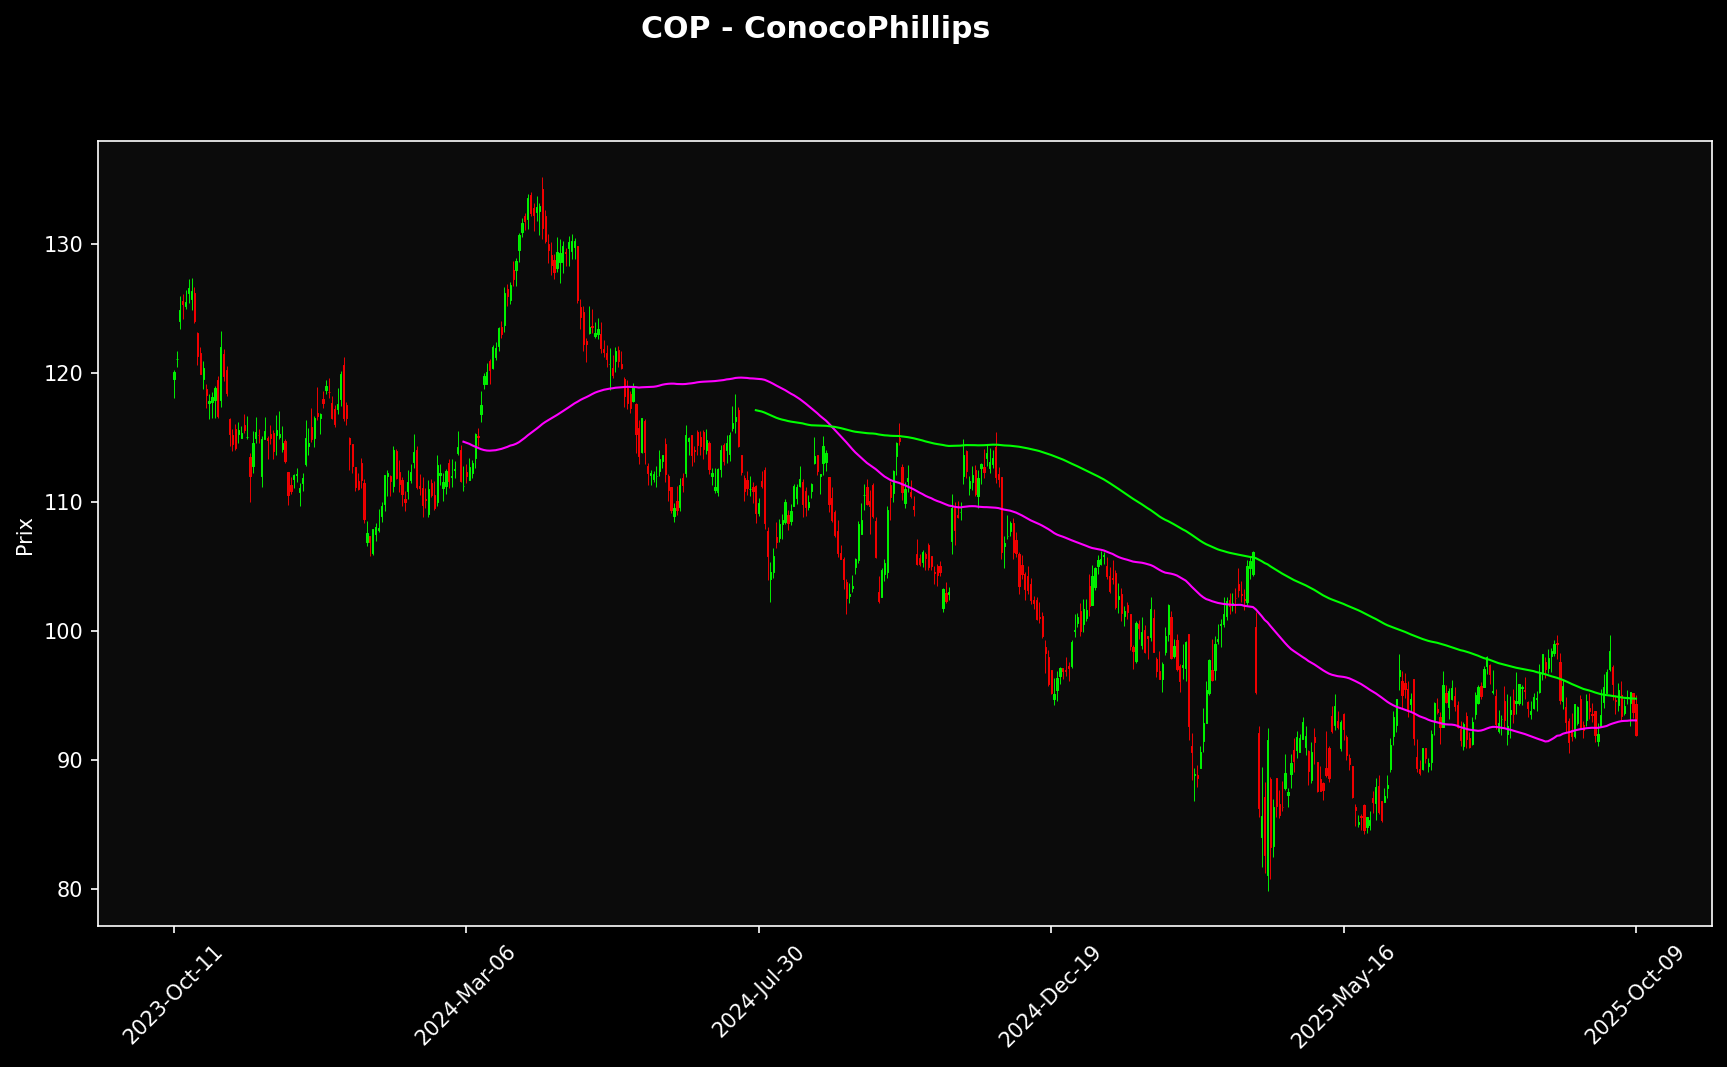 COP - ConocoPhillips
Prix
130
120
110
100
90
80
2023-Oct-11
2024-Mar-06
2024-Jul-30
2024-Dec-19
2025-May-16
2025-Oct-09